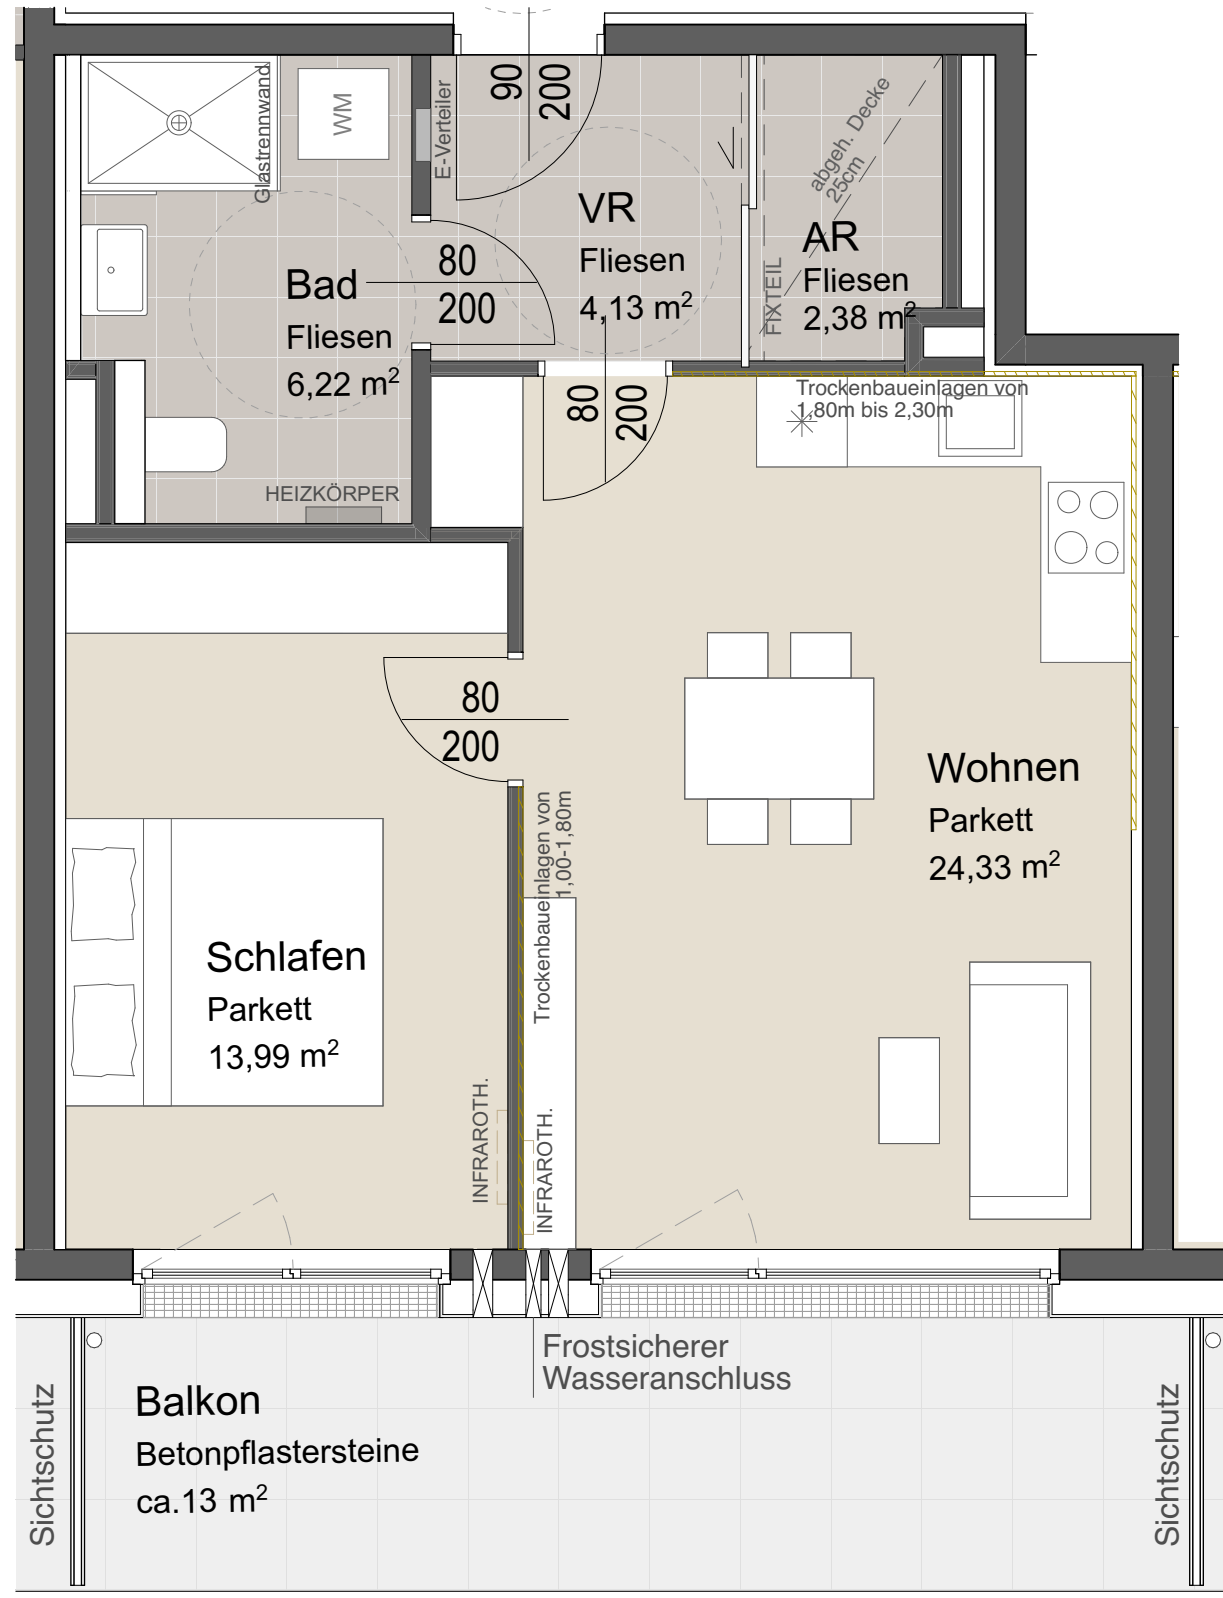 90
200
Glastrennwand
WM
E-Verteiler
abgeh. Decke
25cm
VR
Fliesen
4,13 m²
AR
Fliesen
2,38 m²
FIXTEIL
80
200
Bad
Fliesen
6,22 m²
80
200
Trockenbaueinlagen von
1,80m bis 2,30m
HEIZKÖRPER
80
200
Wohnen
Parkett
24,33 m²
Trockenbaueinlagen von
1,00-1,80m
Schlafen
Parkett
13,99 m²
INFRAROTH.
INFRAROTH.
Frostsicherer
Wasseranschluss
Balkon
Betonpflastersteine
ca.13 m²
Sichtschutz
Sichtschutz